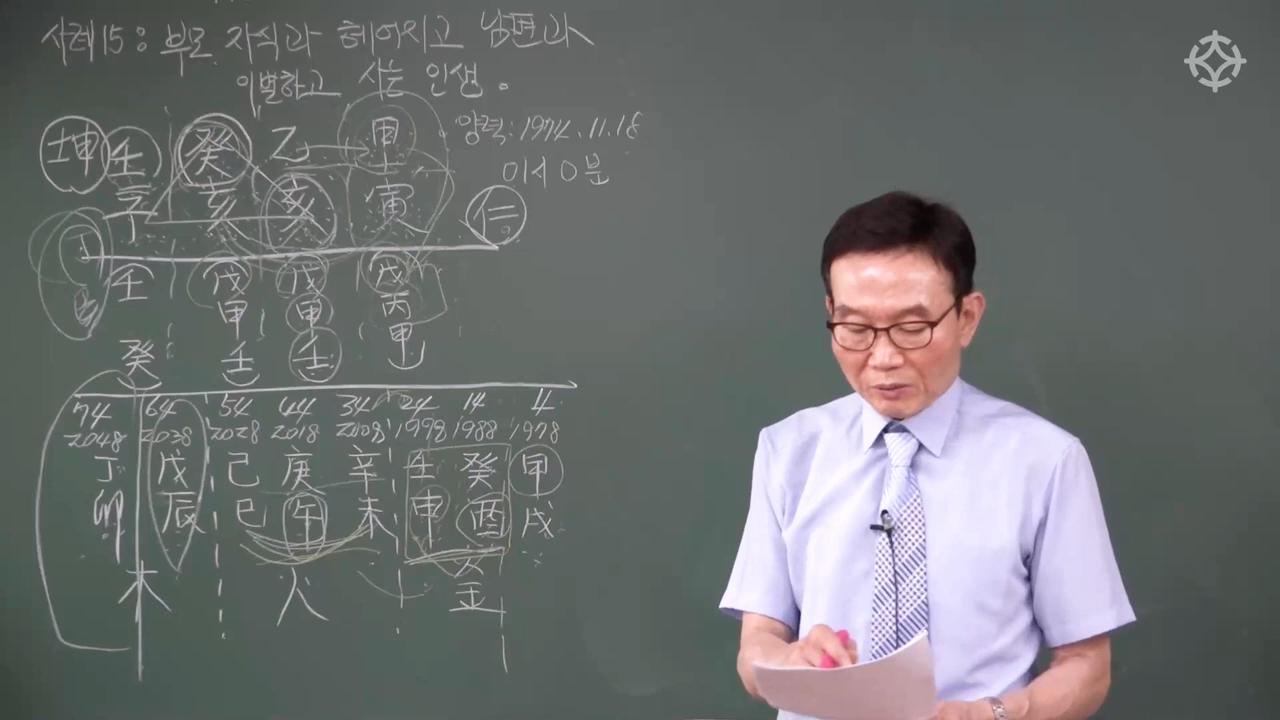 사례 15 : 부모 자식과 헤어지고 남편과
이별하고 사는 인생.
坤 壬 癸 乙 甲 양력: 1974. 11. 18
子 亥 亥 寅 0시 0분
仁
壬 戊 戊 戊
甲 甲 丙
癸 壬 壬 甲
74 64 54 44 34 24 14 4
2048 2038 2028 2018 2008 1998 1988 1978
丁 戊 己 庚 辛 壬 癸 甲
卯 辰 巳 午 未 申 酉 戌
木 火 金